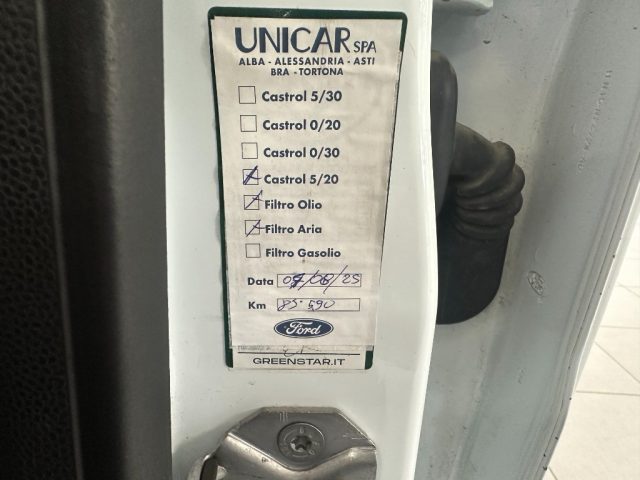 UNICAR SPA
ALBA - ALESSANDRIA - ASTI
BRA - TORTONA
Castrol 5/30
Castrol 0/20
Castrol 0/30
Castrol 5/20
Filtro Olio
Filtro Aria
Filtro Gasolio
Data 07/08/25
Km 85.590
Ford
GREENSTAR.IT